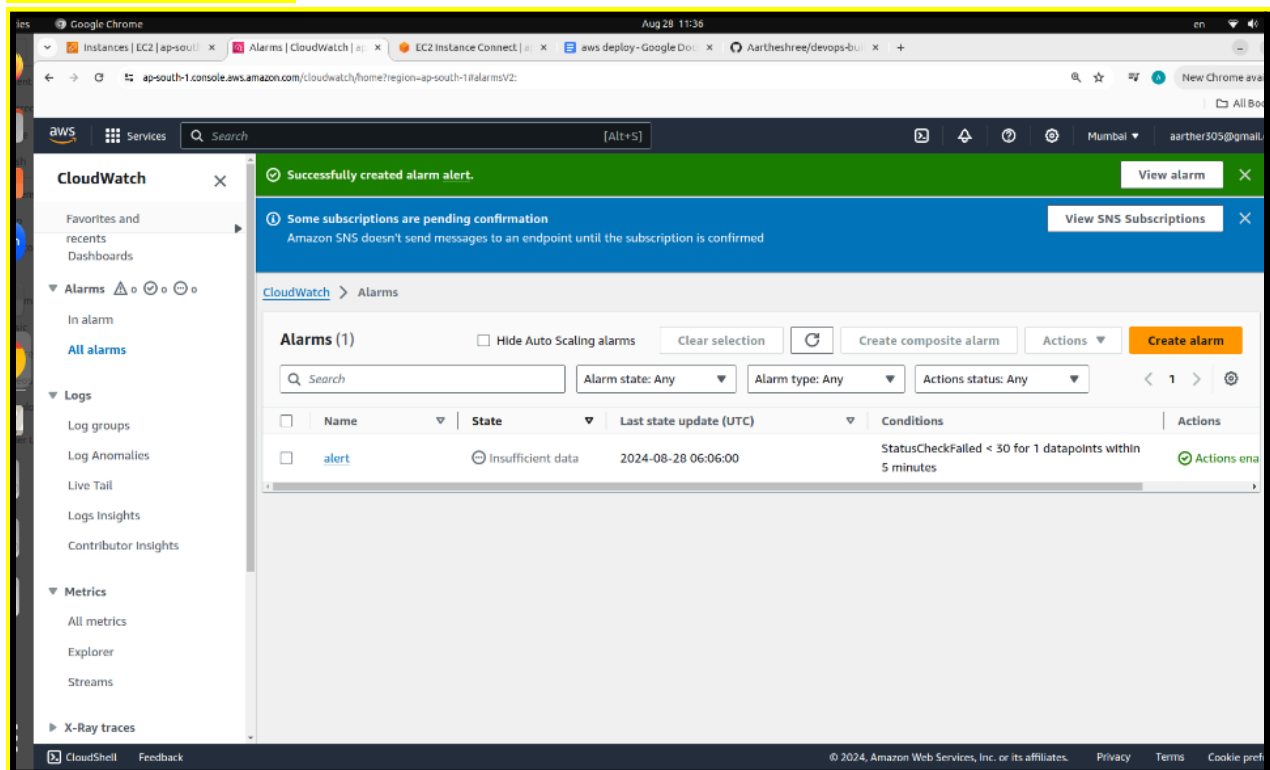 ies Google Chrome Aug 28 11:36 en
Instances | EC2 | ap-sout Alarms | CloudWatch | ap × EC2 Instance Connect | a × aws deploy - Google Doc × Aartheshree/devops-bui × +
ap-south-1.console.aws.amazon.com/cloudwatch/home?region=ap-south-1#alarmsV2: New Chrome avai
All Boo
aws Services Search [Alt+S] Mumbai ▼ aarther305@gmail.
CloudWatch ×
Successfully created alarm alert. View alarm ×
Favorites and
recents
Dashboards
Some subscriptions are pending confirmation View SNS Subscriptions ×
Amazon SNS doesn't send messages to an endpoint until the subscription is confirmed
▼ Alarms 0 0 0
In alarm
All alarms
▼ Logs
Log groups
Log Anomalies
Live Tail
Logs Insights
Contributor Insights
▼ Metrics
All metrics
Explorer
Streams
▶ X-Ray traces
CloudWatch > Alarms
Alarms (1) Hide Auto Scaling alarms Clear selection Create composite alarm Actions ▼ Create alarm
Search Alarm state: Any ▼ Alarm type: Any ▼ Actions status: Any ▼ < 1 >
Name State Last state update (UTC) Conditions Actions
alert Insufficient data 2024-08-28 06:06:00 StatusCheckFailed < 30 for 1 datapoints within Actions ena
5 minutes
CloudShell Feedback © 2024, Amazon Web Services, Inc. or its affiliates. Privacy Terms Cookie pref